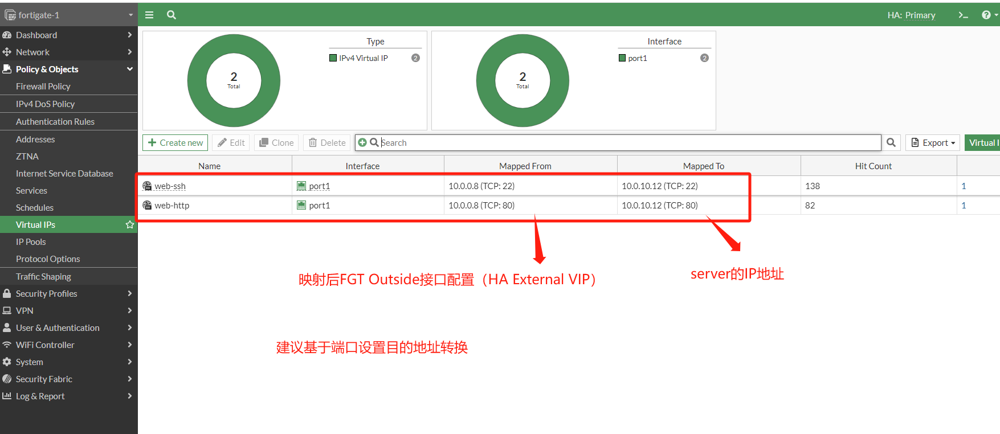 fortigate-1
HA: Primary
Dashboard
Network
Policy & Objects
Firewall Policy
IPv4 DoS Policy
Authentication Rules
Addresses
ZTNA
Internet Service Database
Services
Schedules
Virtual IPs
IP Pools
Protocol Options
Traffic Shaping
Security Profiles
VPN
User & Authentication
WiFi Controller
System
Security Fabric
Log & Report
2
Total
Type
IPv4 Virtual IP 2
2
Total
Interface
port1 2
Create new Edit Clone Delete Search Export Virtual I
Name Interface Mapped From Mapped To Hit Count
web-ssh port1 10.0.0.8 (TCP: 22) 10.0.10.12 (TCP: 22) 138 1
web-http port1 10.0.0.8 (TCP: 80) 10.0.10.12 (TCP: 80) 82 1
映射后FGT Outside接口配置（HA External VIP）
server的IP地址
建议基于端口设置目的地址转换